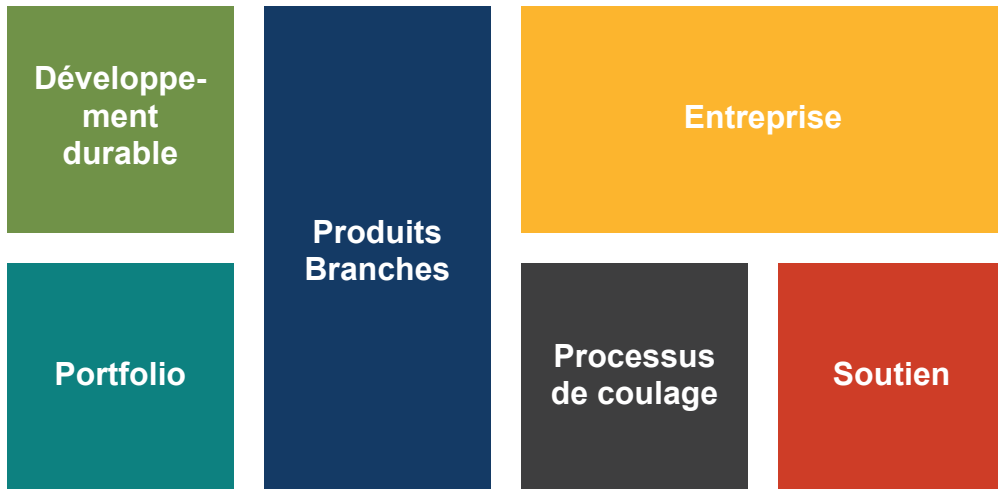 Développe-
ment
durable
Produits
Branches
Entreprise
Portfolio
Processus
de coulage
Soutien